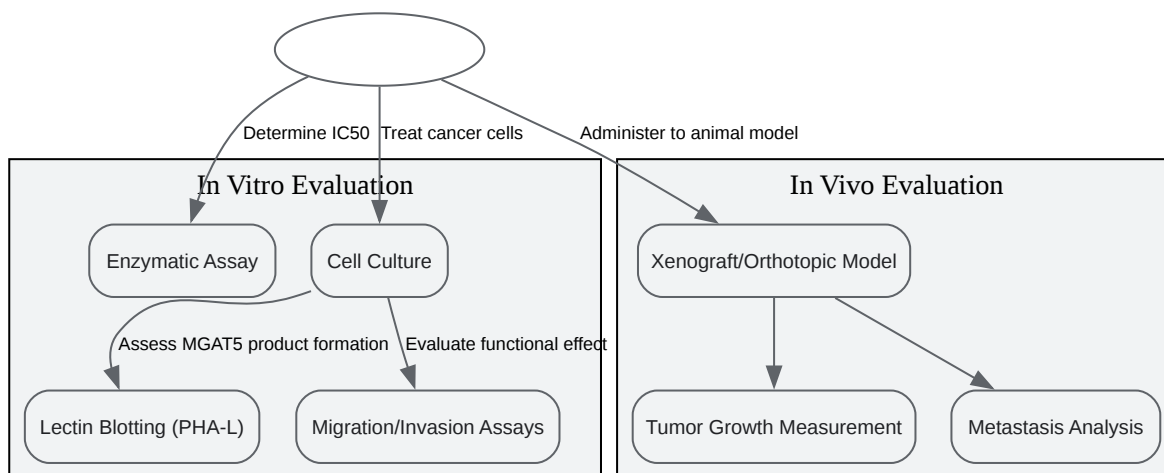 Determine IC50
Treat cancer cells
Administer to animal model
In Vitro Evaluation
In Vivo Evaluation
Enzymatic Assay
Cell Culture
Xenograft/Orthotopic Model
Assess MGAT5 product formation
Evaluate functional effect
Lectin Blotting (PHA-L)
Migration/Invasion Assays
Tumor Growth Measurement
Metastasis Analysis